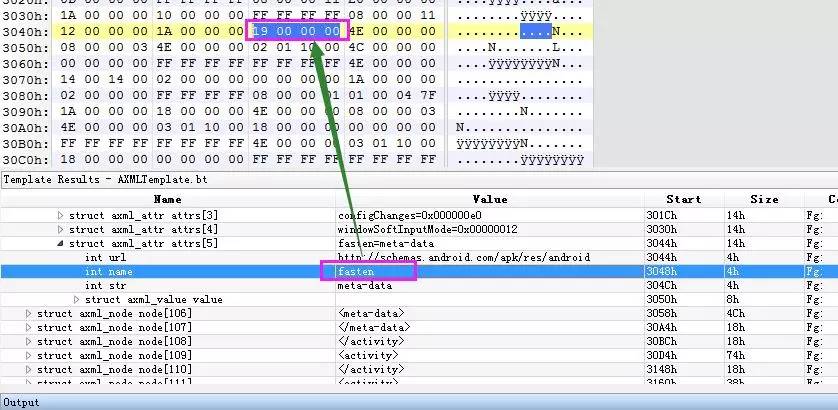 3030h: 1A 00 00 00 10 00 00 00 FF FF FF FF 08 00 00 11 ........ÿÿÿÿ....
3040h: 12 00 00 00 1A 00 00 00 19 00 00 00 4E 00 00 00 ............N...
3050h: 08 00 00 03 4E 00 00 00 02 01 10 00 4C 00 00 00 ....N.......L...
3060h: 00 00 00 00 FF FF FF FF FF FF FF FF 4E 00 00 00 ....ÿÿÿÿÿÿÿÿN...
3070h: 14 00 14 00 02 00 00 00 00 00 00 00 1A 00 00 00 ................
3080h: 02 00 00 00 FF FF FF FF 08 00 00 01 01 00 04 7F ....ÿÿÿÿ........
3090h: 1A 00 00 00 18 00 00 00 4E 00 00 00 08 00 00 03 ........N.......
30A0h: 4E 00 00 00 03 01 10 00 18 00 00 00 00 00 00 00 N...............
30B0h: FF FF FF FF FF FF FF FF 4E 00 00 00 03 01 10 00 ÿÿÿÿÿÿÿÿN.......
30C0h: 18 00 00 00 00 00 00 00 FF FF FF FF FF FF FF FF ........ÿÿÿÿÿÿÿÿ
Template Results - AXMLTemplate.bt
Name Value Start Size Co
struct axml_attr attrs[3] configChanges=0x000000e0 301Ch 14h Fg:
struct axml_attr attrs[4] windowSoftInputMode=0x00000012 3030h 14h Fg:
struct axml_attr attrs[5] fasten=meta-data 3044h 14h Fg:
int url http://schemas.android.com/apk/res/android 3044h 4h Fg:
int name fasten 3048h 4h Fg:
int str meta-data 304Ch 4h Fg:
struct axml_value value 3050h 8h Fg:
struct axml_node node[106] <meta-data> 3058h 4Ch Fg:
struct axml_node node[107] </meta-data> 30A4h 18h Fg:
struct axml_node node[108] </activity> 30BCh 18h Fg:
struct axml_node node[109] <activity> 30D4h 74h Fg:
struct axml_node node[110] </activity> 3148h 18h Fg:
struct axml_node node[111] <activity> 3160h 38h Fg:
Output